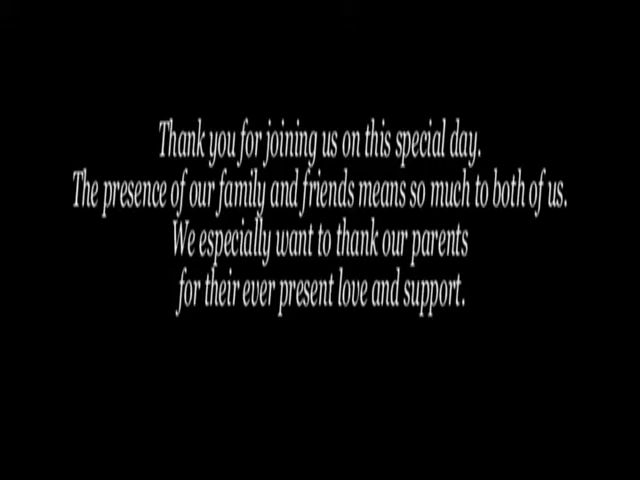 Thank you for joining us on this special day.
The presence of our family and friends means so much to both of us.
We especially want to thank our parents
for their ever present love and support.